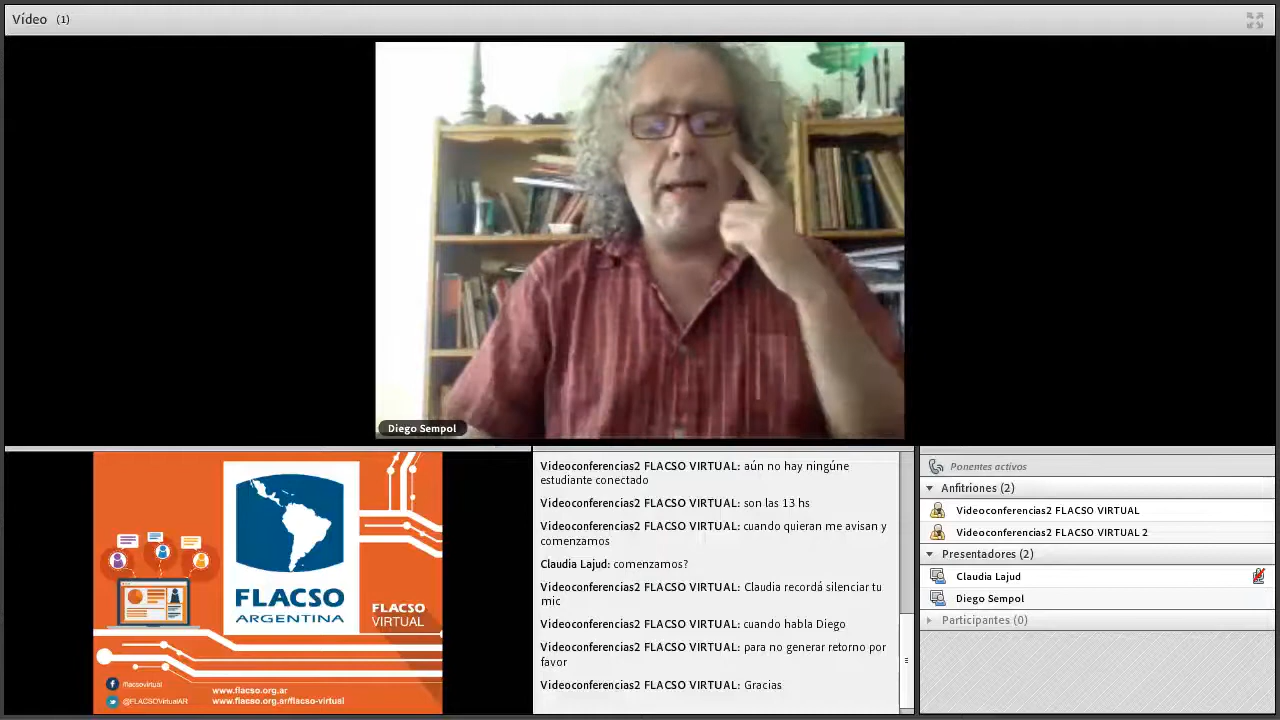 Vídeo (1)
Diego Sempol
FLACSO
ARGENTINA
FLACSO
VIRTUAL
/flacsovirtual
@FLACSOVirtualAR
www.flacso.org.ar
www.flacso.org.ar/flacso-virtual
Videoconferencias2 FLACSO VIRTUAL: aún no hay ningúne
estudiante conectado
Videoconferencias2 FLACSO VIRTUAL: son las 13 hs
Videoconferencias2 FLACSO VIRTUAL: cuando quieran me avisan y
comenzamos
Claudia Lajud: comenzamos?
Videoconferencias2 FLACSO VIRTUAL: Claudia recordá silenciar tu
mic
Videoconferencias2 FLACSO VIRTUAL: cuando habla Diego
Videoconferencias2 FLACSO VIRTUAL: para no generar retorno por
favor
Videoconferencias2 FLACSO VIRTUAL: Gracias
Ponentes activos
Anfitriones (2)
Videoconferencias2 FLACSO VIRTUAL
Videoconferencias2 FLACSO VIRTUAL 2
Presentadores (2)
Claudia Lajud
Diego Sempol
Participantes (0)